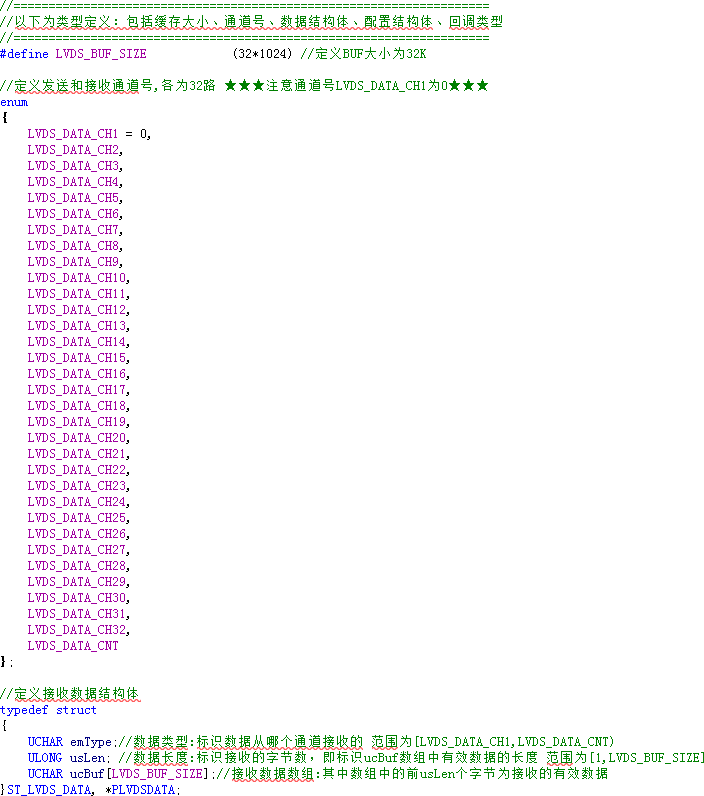 //====================================================================
//以下为类型定义：包括缓存大小、通道号、数据结构体、配置结构体、回调类型
//====================================================================
#define LVDS_BUF_SIZE            (32*1024) //定义BUF大小为32K
//定义发送和接收通道号,各为32路 ★★★注意通道号LVDS_DATA_CH1为0★★★
enum
{
    LVDS_DATA_CH1 = 0,
    LVDS_DATA_CH2,
    LVDS_DATA_CH3,
    LVDS_DATA_CH4,
    LVDS_DATA_CH5,
    LVDS_DATA_CH6,
    LVDS_DATA_CH7,
    LVDS_DATA_CH8,
    LVDS_DATA_CH9,
    LVDS_DATA_CH10,
    LVDS_DATA_CH11,
    LVDS_DATA_CH12,
    LVDS_DATA_CH13,
    LVDS_DATA_CH14,
    LVDS_DATA_CH15,
    LVDS_DATA_CH16,
    LVDS_DATA_CH17,
    LVDS_DATA_CH18,
    LVDS_DATA_CH19,
    LVDS_DATA_CH20,
    LVDS_DATA_CH21,
    LVDS_DATA_CH22,
    LVDS_DATA_CH23,
    LVDS_DATA_CH24,
    LVDS_DATA_CH25,
    LVDS_DATA_CH26,
    LVDS_DATA_CH27,
    LVDS_DATA_CH28,
    LVDS_DATA_CH29,
    LVDS_DATA_CH30,
    LVDS_DATA_CH31,
    LVDS_DATA_CH32,
    LVDS_DATA_CNT
};
//定义接收数据结构体
typedef struct
{
    UCHAR emType;//数据类型:标识数据从哪个通道接收的 范围为[LVDS_DATA_CH1,LVDS_DATA_CNT)
    ULONG usLen; //数据长度:标识接收的字节数，即标识ucBuf数组中有效数据的长度 范围为[1,LVDS_BUF_SIZE]
    UCHAR ucBuf[LVDS_BUF_SIZE];//接收数据数组:其中数组中的前usLen个字节为接收的有效数据
}ST_LVDS_DATA, *PLVDSDATA;